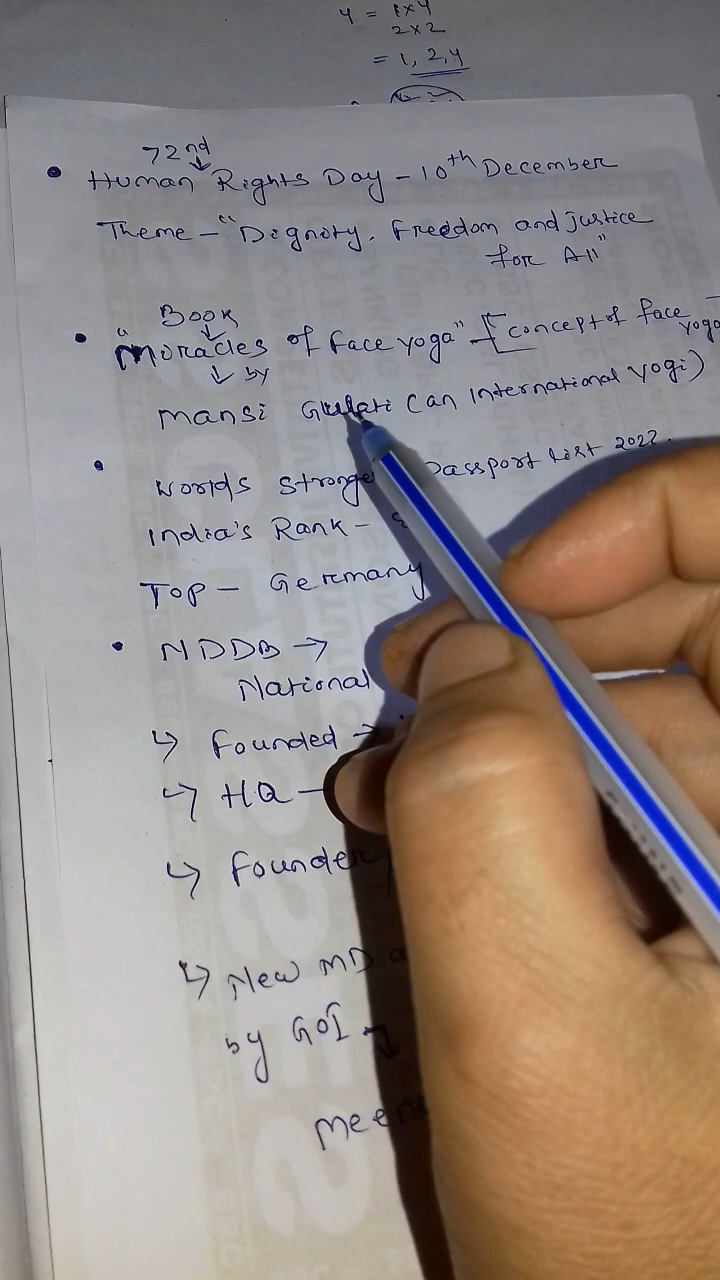 4 = 1x4
2x2
= 1, 2, 4
72nd
Human Rights Day - 10th December
Theme - "Dignity, Freedom and justice
for All"
Book
"Moracles of face yoga" - [concept of face
yoga
by
Mansi Gulati (an International yogi)
Worlds Stronge Passport List 2022.
India's Rank -
Top - Germany
NDDB →
National
↳ Founded →
↳ HQ -
↳ Founder
↳ New MD a
by GOI
Meen